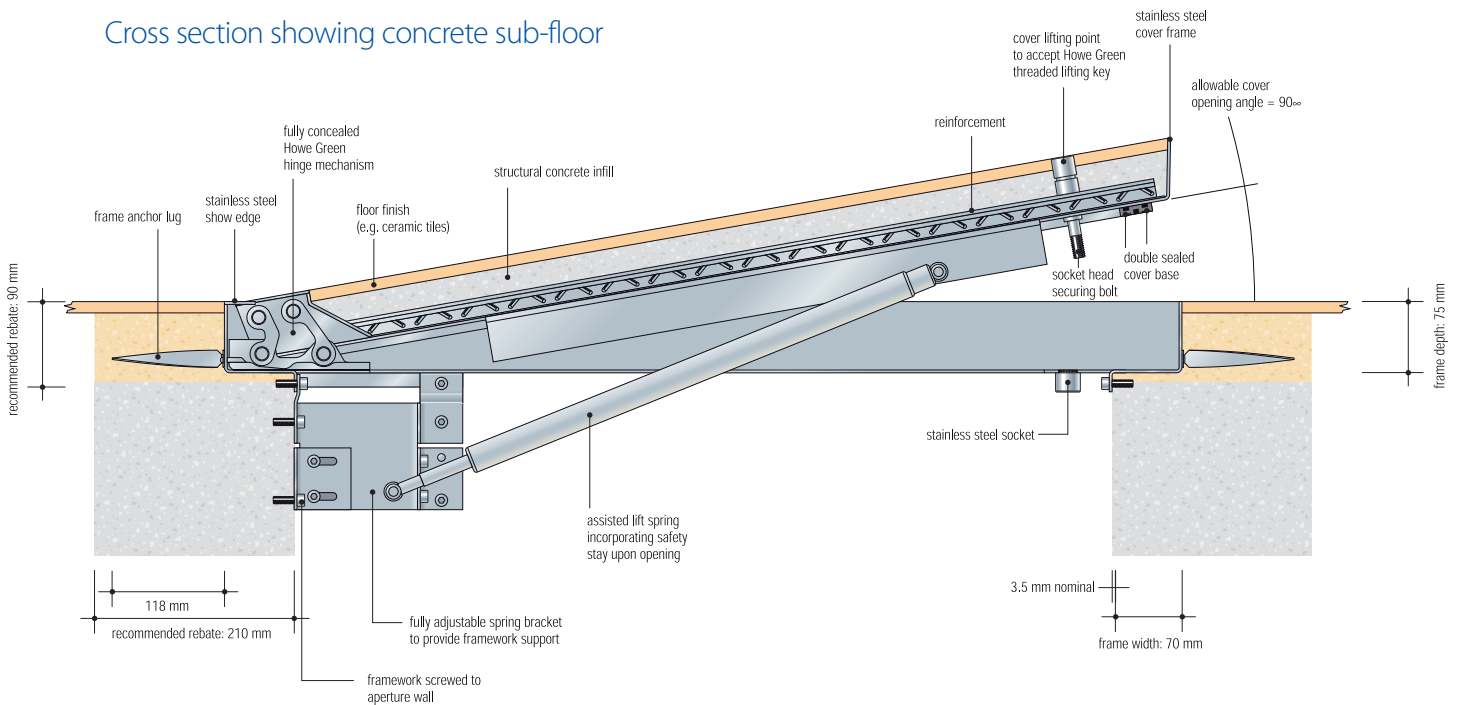 Cross section showing concrete sub-floor
stainless steel
cover frame
cover lifting point
to accept Howe Green
threaded lifting key
allowable cover
opening angle = 90∞
reinforcement
fully concealed
Howe Green
hinge mechanism
structural concrete infill
stainless steel
show edge
frame anchor lug
floor finish
(e.g. ceramic tiles)
recommended rebate: 90 mm
double sealed
cover base
socket head
securing bolt
frame depth: 75 mm
stainless steel socket
assisted lift spring
incorporating safety
stay upon opening
3.5 mm nominal
118 mm
recommended rebate: 210 mm
fully adjustable spring bracket
to provide framework support
frame width: 70 mm
framework screwed to
aperture wall